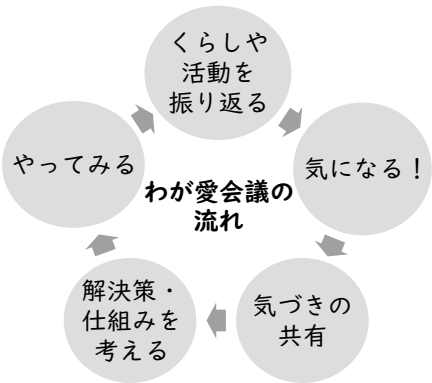 くらしや
活動を
振り返る
気になる！
気づきの
共有
解決策・
仕組みを
考える
やってみる
わが愛会議の
流れ